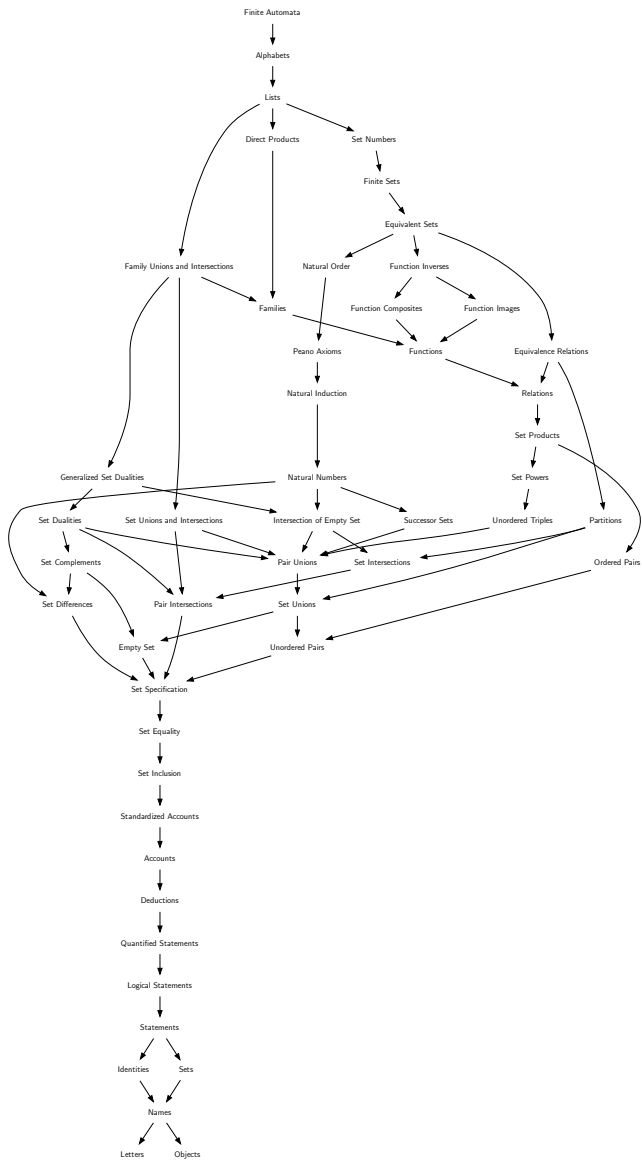 Finite Automata
Alphabets
Lists
Direct Products
Set Numbers
Finite Sets
Equivalent Sets
Family Unions and Intersections
Natural Order
Function Inverses
Families
Function Composites
Function Images
Peano Axioms
Functions
Equivalence Relations
Natural Induction
Relations
Set Products
Generalized Set Dualities
Natural Numbers
Set Powers
Set Dualities
Set Unions and Intersections
Intersection of Empty Set
Successor Sets
Unordered Triples
Partitions
Set Complements
Pair Unions
Set Intersections
Ordered Pairs
Set Differences
Pair Intersections
Set Unions
Empty Set
Unordered Pairs
Set Specification
Set Equality
Set Inclusion
Standardized Accounts
Accounts
Deductions
Quantified Statements
Logical Statements
Statements
Identities
Sets
Names
Letters
Objects